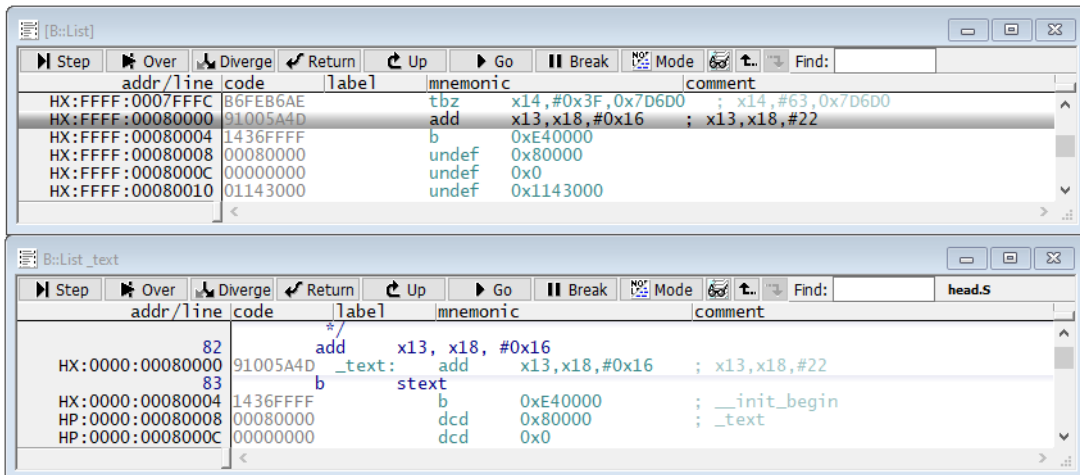 [B::List]
Step Over Diverge Return Up Go Break Mode t.. Find:
addr/line code label mnemonic comment
HX:FFFF:0007FFFC B6FEB6AE tbz x14,#0x3F,0x7D6D0 ; x14,#63,0x7D6D0
HX:FFFF:00080000 91005A4D add x13,x18,#0x16 ; x13,x18,#22
HX:FFFF:00080004 1436FFFF b 0xE40000
HX:FFFF:00080008 00080000 undef 0x80000
HX:FFFF:0008000C 00000000 undef 0x0
HX:FFFF:00080010 01143000 undef 0x1143000
B::List _text
Step Over Diverge Return Up Go Break Mode t.. Find: head.S
addr/line code label mnemonic comment
*/
82 add x13, x18, #0x16
HX:0000:00080000 91005A4D _text: add x13,x18,#0x16 ; x13,x18,#22
83 b stext
HX:0000:00080004 1436FFFF b 0xE40000 ; __init_begin
HP:0000:00080008 00080000 dcd 0x80000 ; _text
HP:0000:0008000C 00000000 dcd 0x0